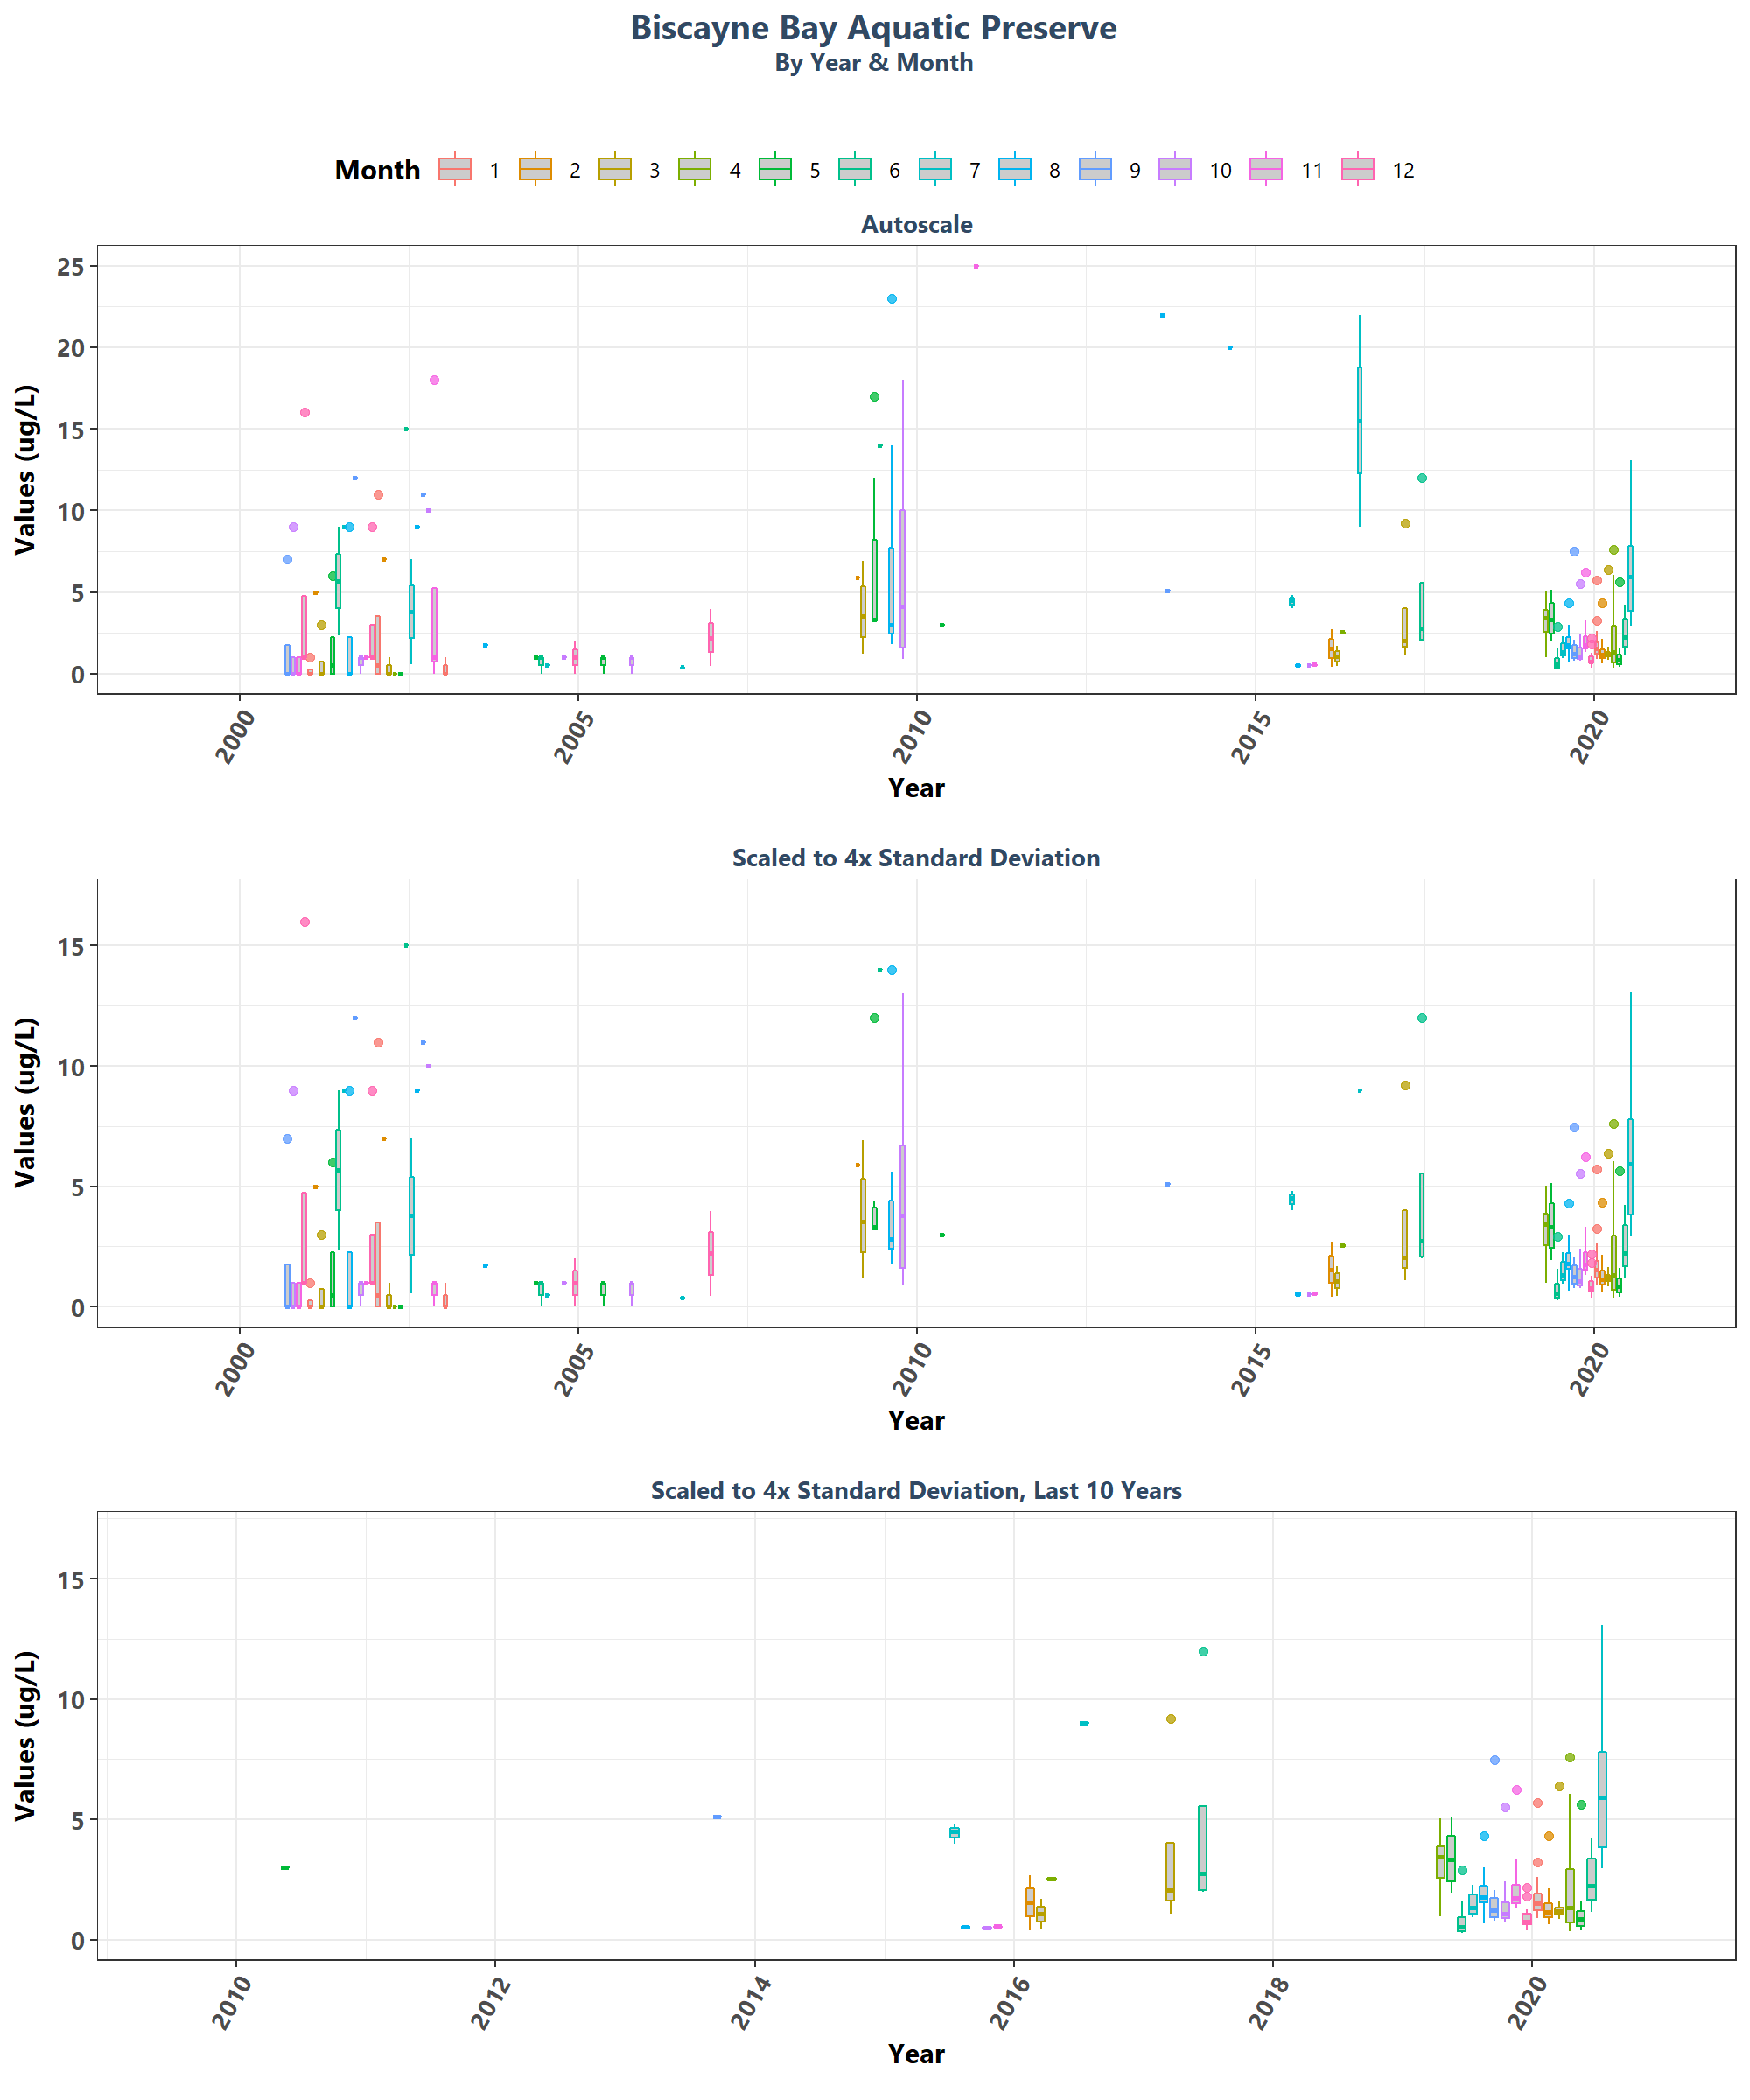 Biscayne Bay Aquatic Preserve
By Year & Month
Month 1 2 3 4 5 6 7 8 9 10 11 12
Autoscale
Values (ug/L)
25
20
15
10
5
0
2000 2005 2010 2015 2020
Year
Scaled to 4x Standard Deviation
Values (ug/L)
15
10
5
0
2000 2005 2010 2015 2020
Year
Scaled to 4x Standard Deviation, Last 10 Years
Values (ug/L)
15
10
5
0
2010 2012 2014 2016 2018 2020
Year